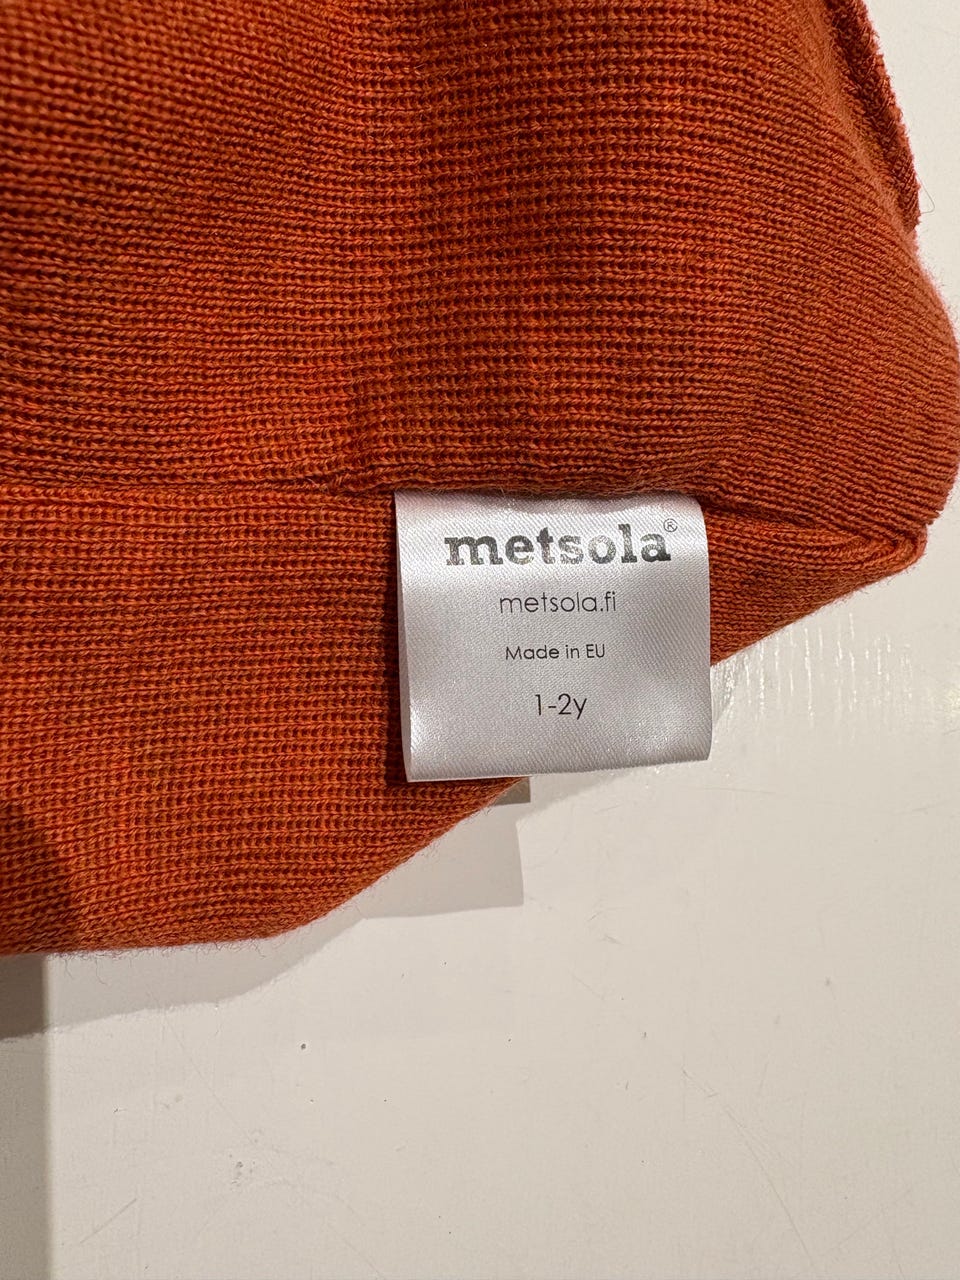 metsola®
metsola.fi
Made in EU
1-2y